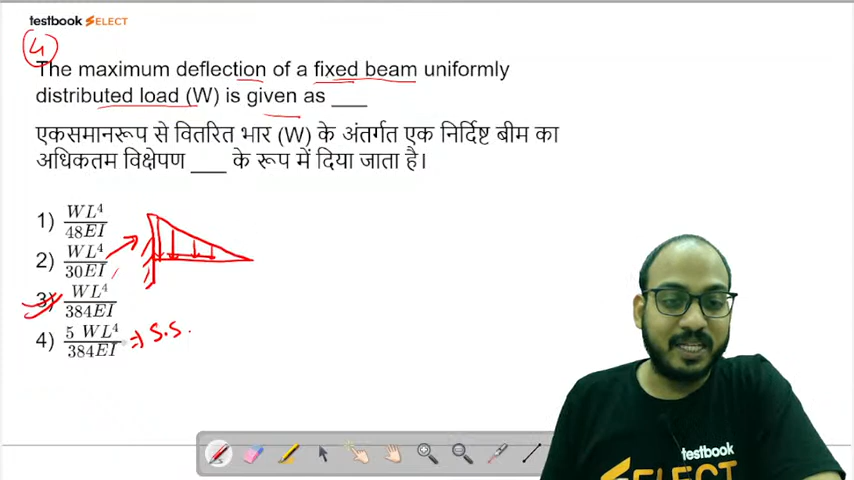 testbook SELECT
4
The maximum deflection of a fixed beam uniformly
distributed load (W) is given as ___
एकसमानरूप से वितरित भार (W) के अंतर्गत एक निर्दिष्ट बीम का
अधिकतम विक्षेपण ___ के रूप में दिया जाता है।
1) WL⁴/48EI
2) WL⁴/30EI
3) WL⁴/384EI
4) 5 WL⁴/384EI ⇒ S.S.
testbook
SELECT